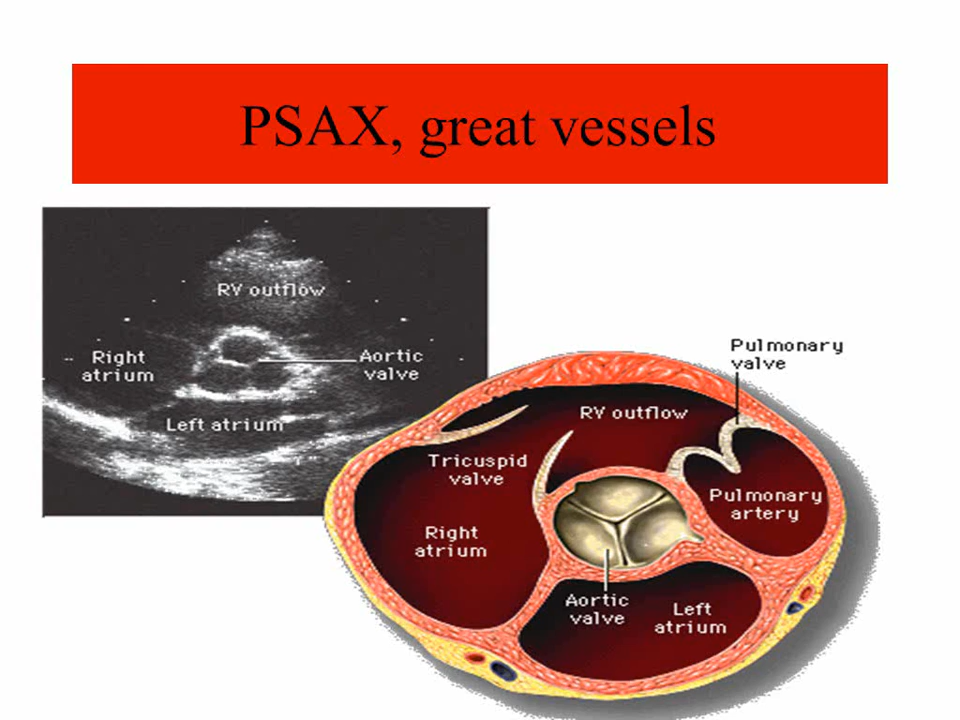 PSAX, great vessels
RV outflow
Right
atrium
Aortic
valve
Left atrium
Pulmonary
valve
RV outflow
Tricuspid
valve
Pulmonary
artery
Right
atrium
Aortic
valve
Left
atrium